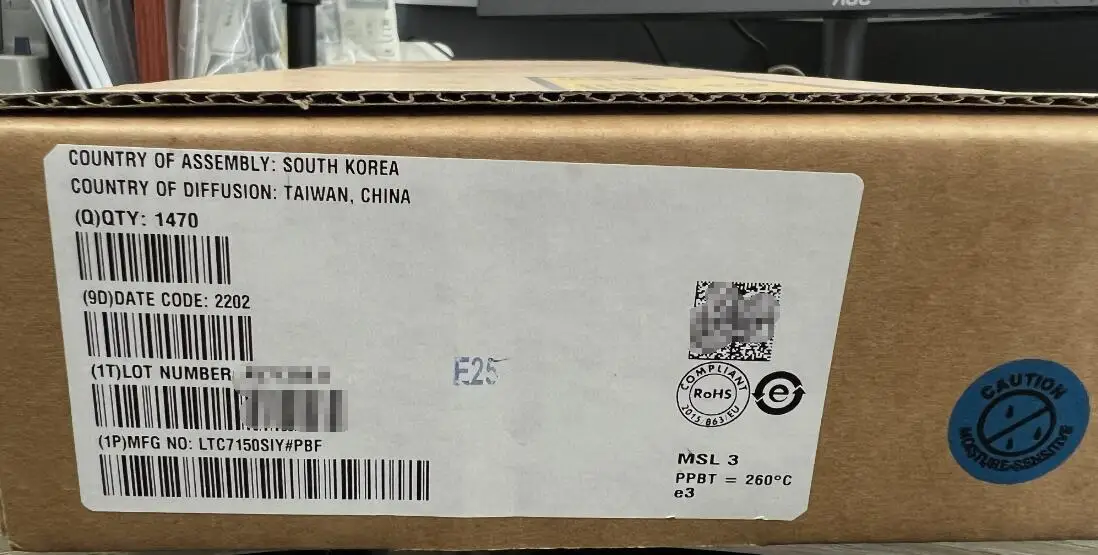 AOC
COUNTRY OF ASSEMBLY: SOUTH KOREA
COUNTRY OF DIFFUSION: TAIWAN, CHINA
(Q)QTY: 1470
(9D)DATE CODE: 2202
(1T)LOT NUMBER
(1P)MFG NO: LTC7150SIY#PBF
E25
COMPLIANT
RoHS
2015/863/EU
e
MSL 3
PPBT = 260°C
e3
CAUTION
MOISTURE-SENSITIVE